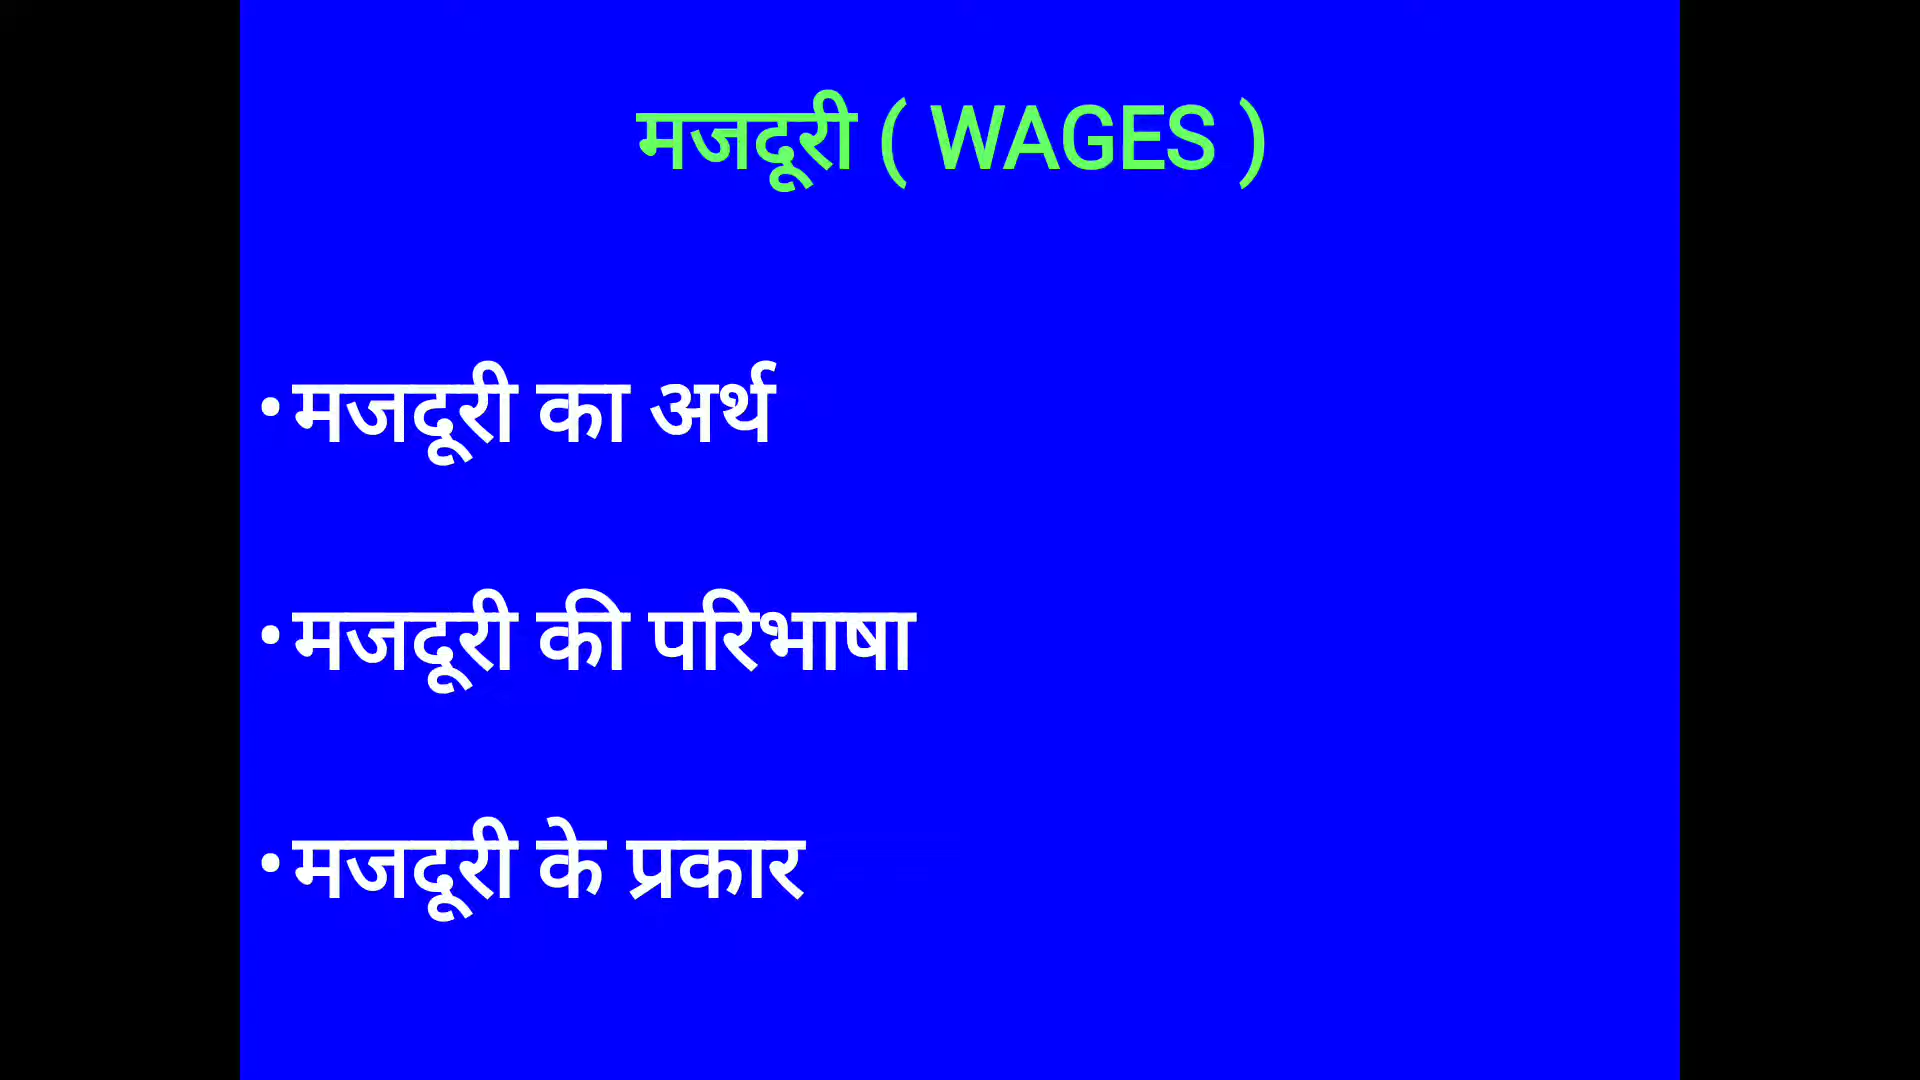 मजदूरी ( WAGES )
•मजदूरी का अर्थ
•मजदूरी की परिभाषा
•मजदूरी के प्रकार